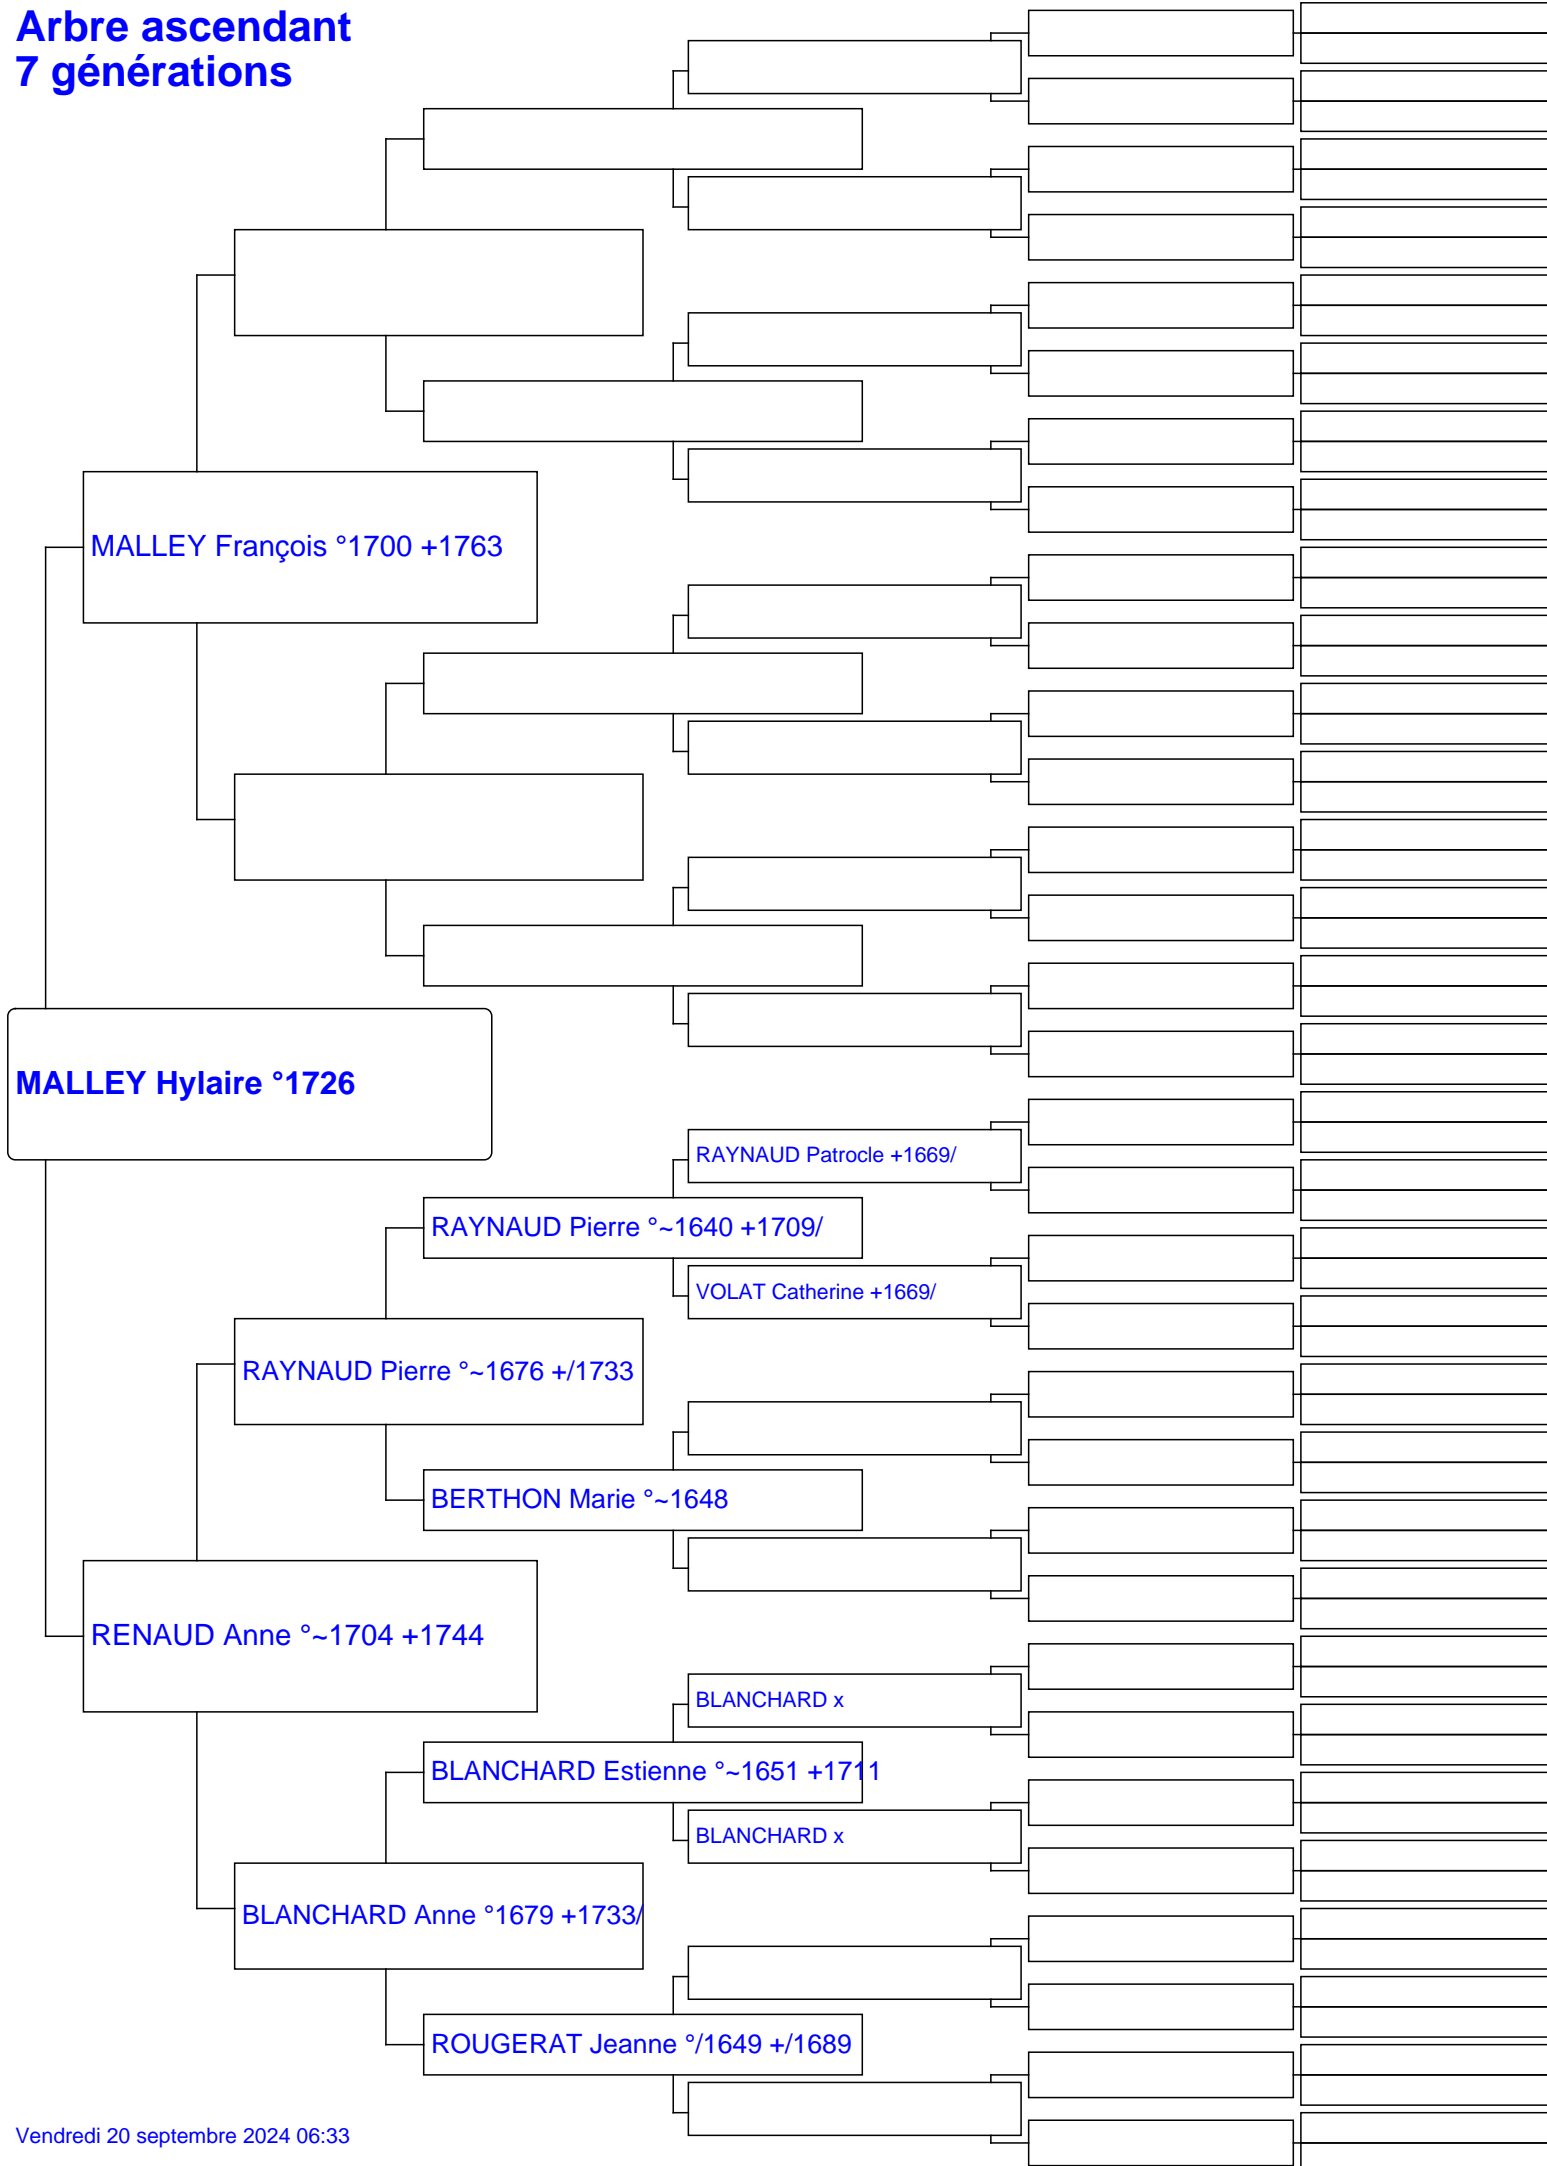 Arbre ascendant
7 générations
MALLEY François °1700 +1763
MALLEY Hylaire °1726
RAYNAUD Patrocle +1669/
RAYNAUD Pierre °~1640 +1709/
VOLAT Catherine +1669/
RAYNAUD Pierre °~1676 +/1733
BERTHON Marie °~1648
RENAUD Anne °~1704 +1744
BLANCHARD x
BLANCHARD Estienne °~1651 +1711
BLANCHARD x
BLANCHARD Anne °1679 +1733/
ROUGERAT Jeanne °/1649 +/1689
Vendredi 20 septembre 2024 06:33